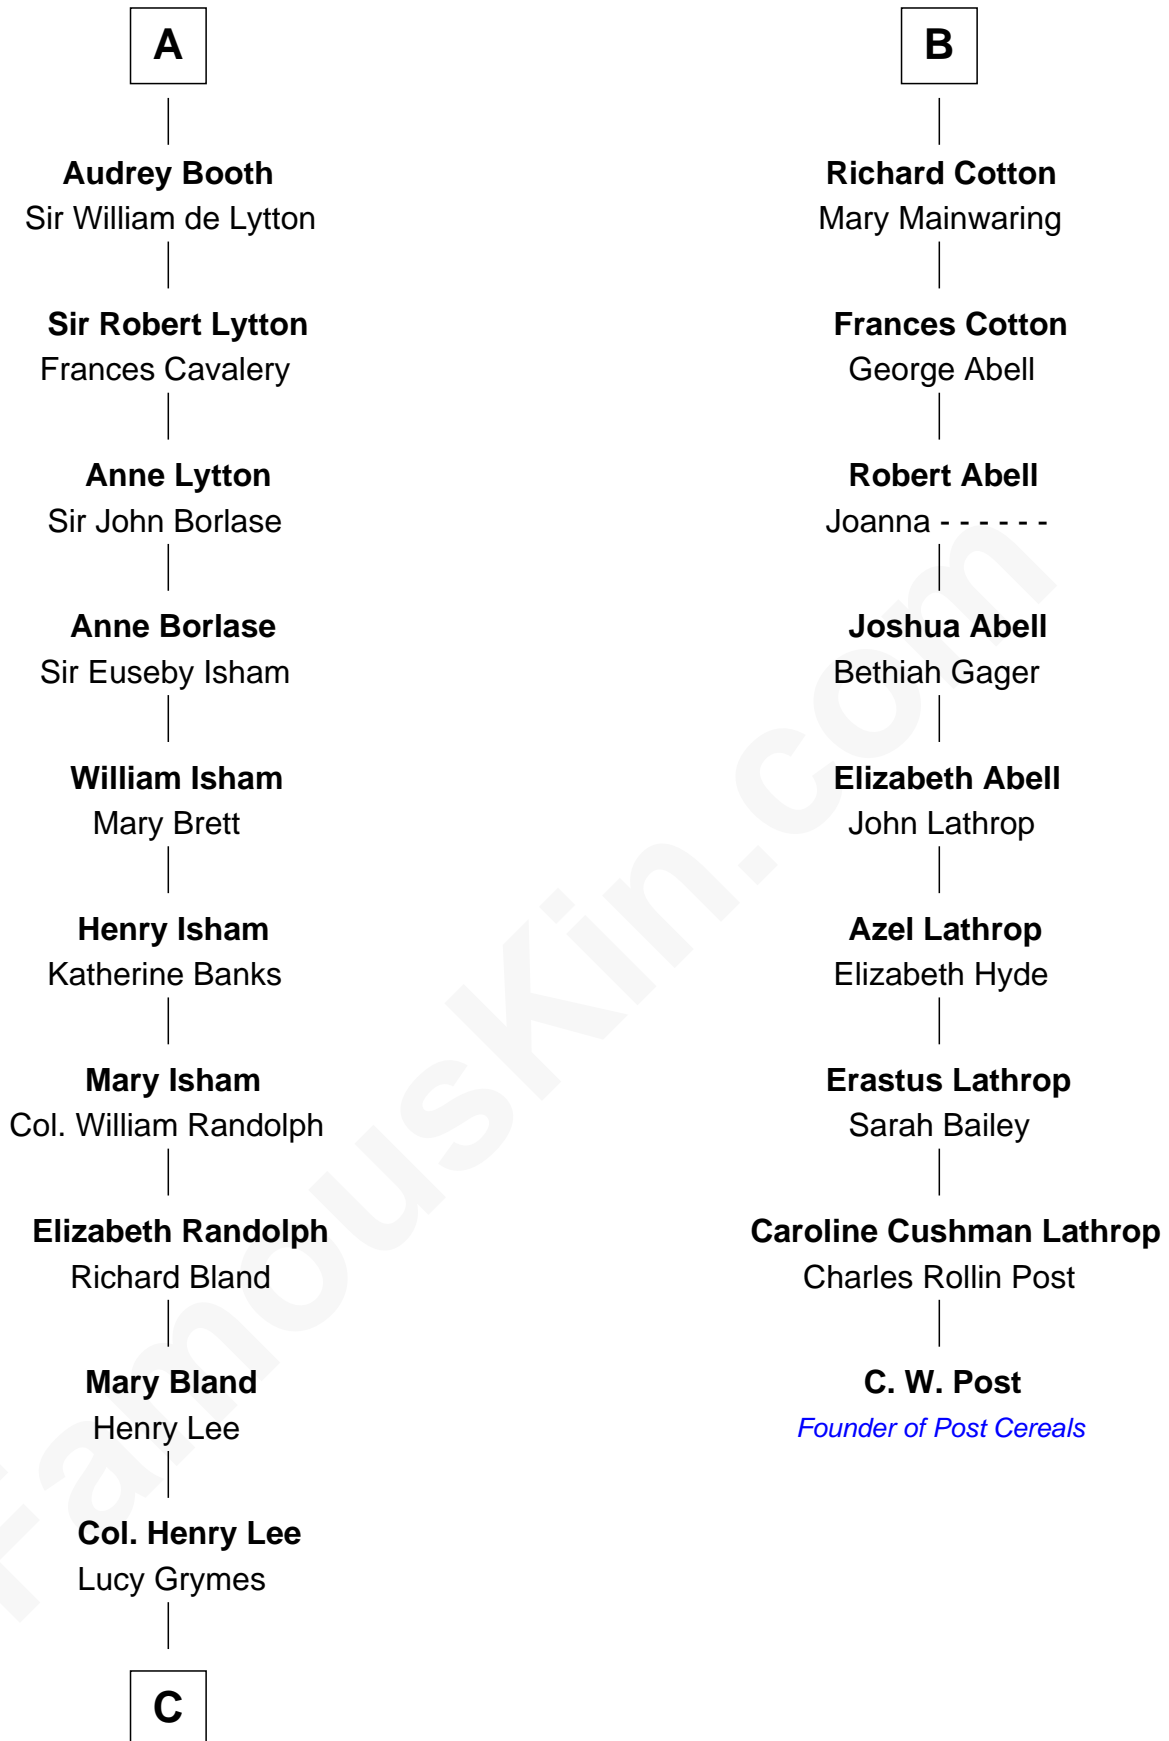 A
Audrey Booth
Sir William de Lytton
Sir Robert Lytton
Frances Cavalery
Anne Lytton
Sir John Borlase
Anne Borlase
Sir Euseby Isham
William Isham
Mary Brett
Henry Isham
Katherine Banks
Mary Isham
Col. William Randolph
Elizabeth Randolph
Richard Bland
Mary Bland
Henry Lee
Col. Henry Lee
Lucy Grymes
C
B
Richard Cotton
Mary Mainwaring
Frances Cotton
George Abell
Robert Abell
Joanna - - - - - -
Joshua Abell
Bethiah Gager
Elizabeth Abell
John Lathrop
Azel Lathrop
Elizabeth Hyde
Erastus Lathrop
Sarah Bailey
Caroline Cushman Lathrop
Charles Rollin Post
C. W. Post
Founder of Post Cereals
FamousKin.com